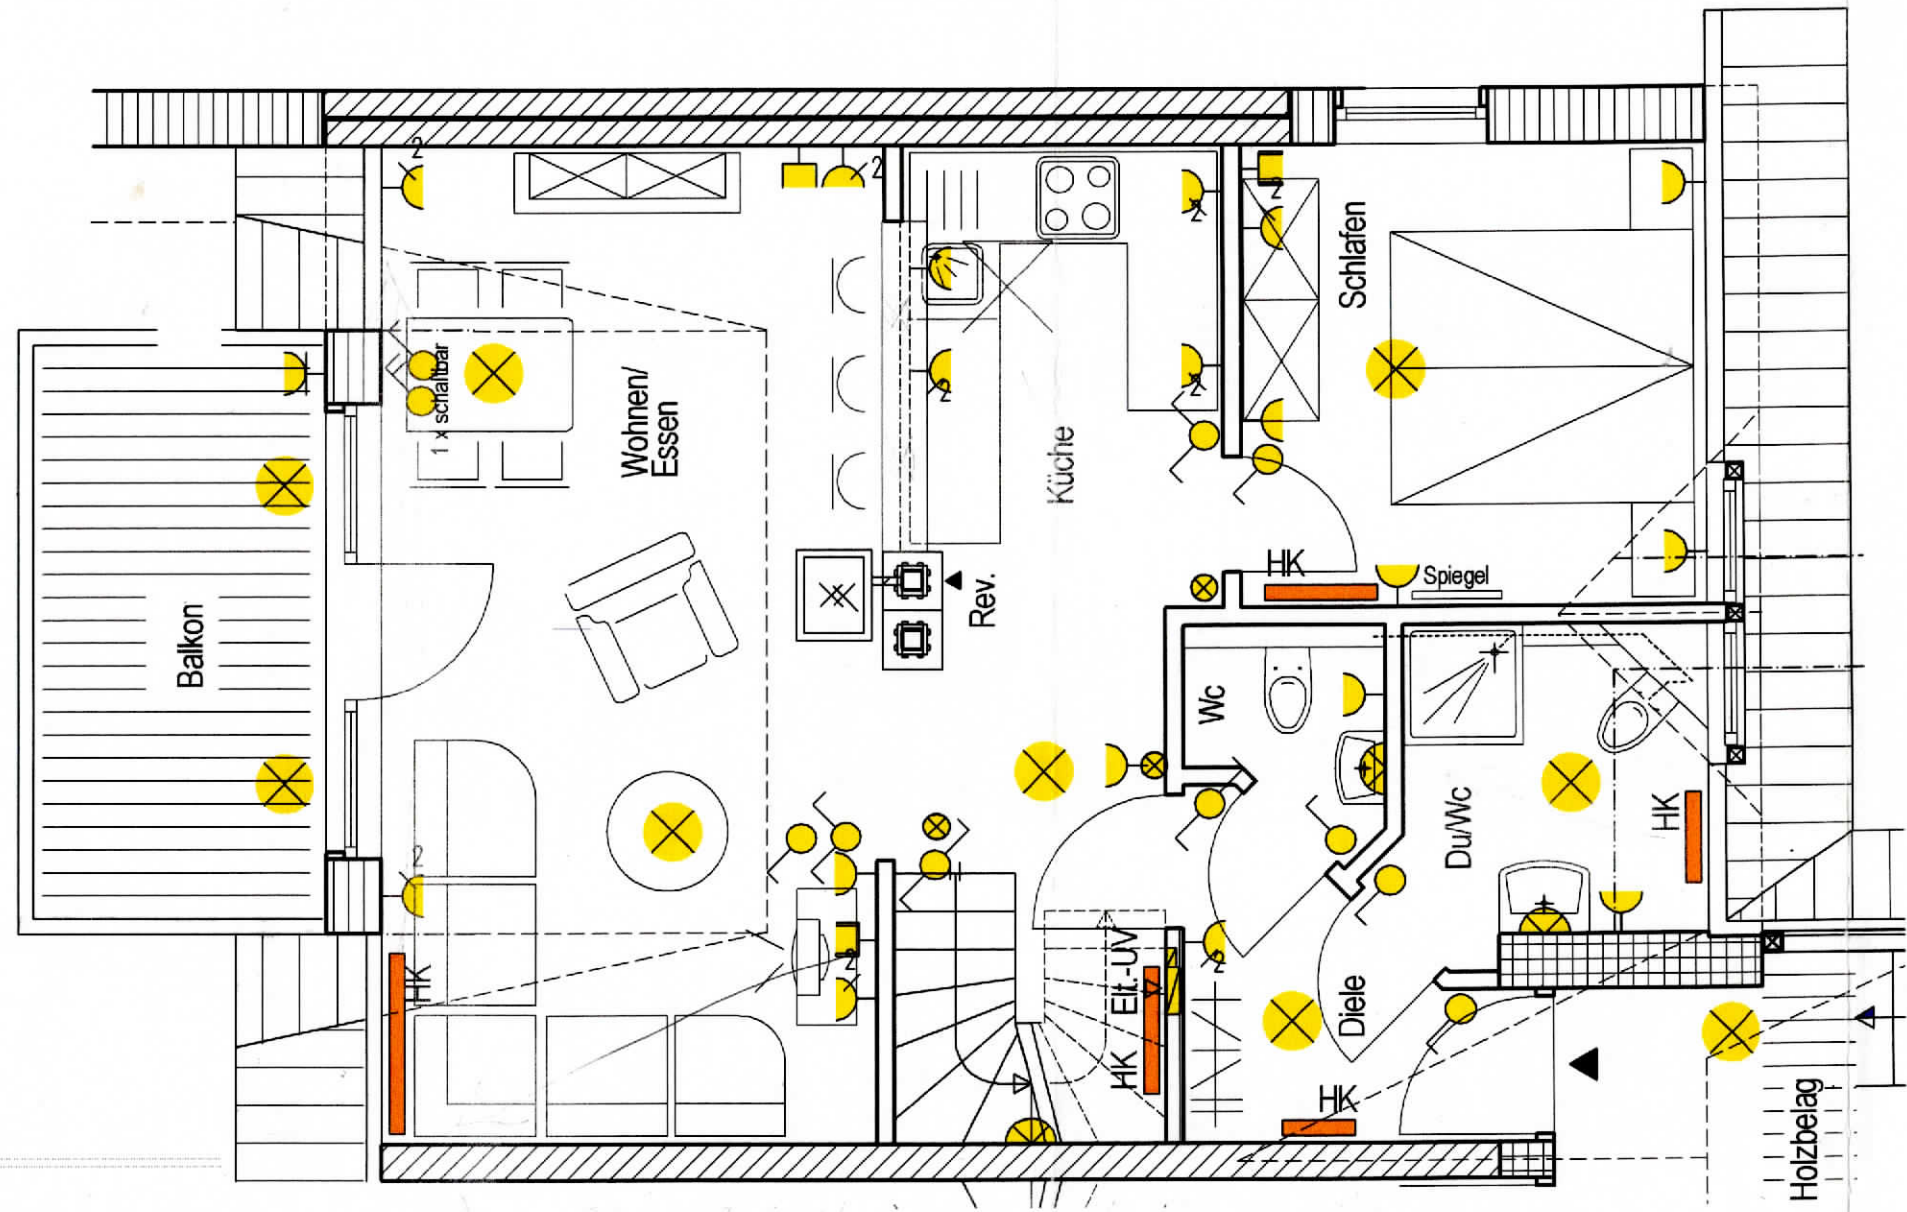 2
2
2
2
Schlafen
1 x schaltbar
Wohnen/
Essen
2
2
Küche
Balkon
HK
Spiegel
Rev.
Wc
Du/Wc
HK
2
HK
2
Elt.-UV
2
Diele
HK
HK
Holzbelag